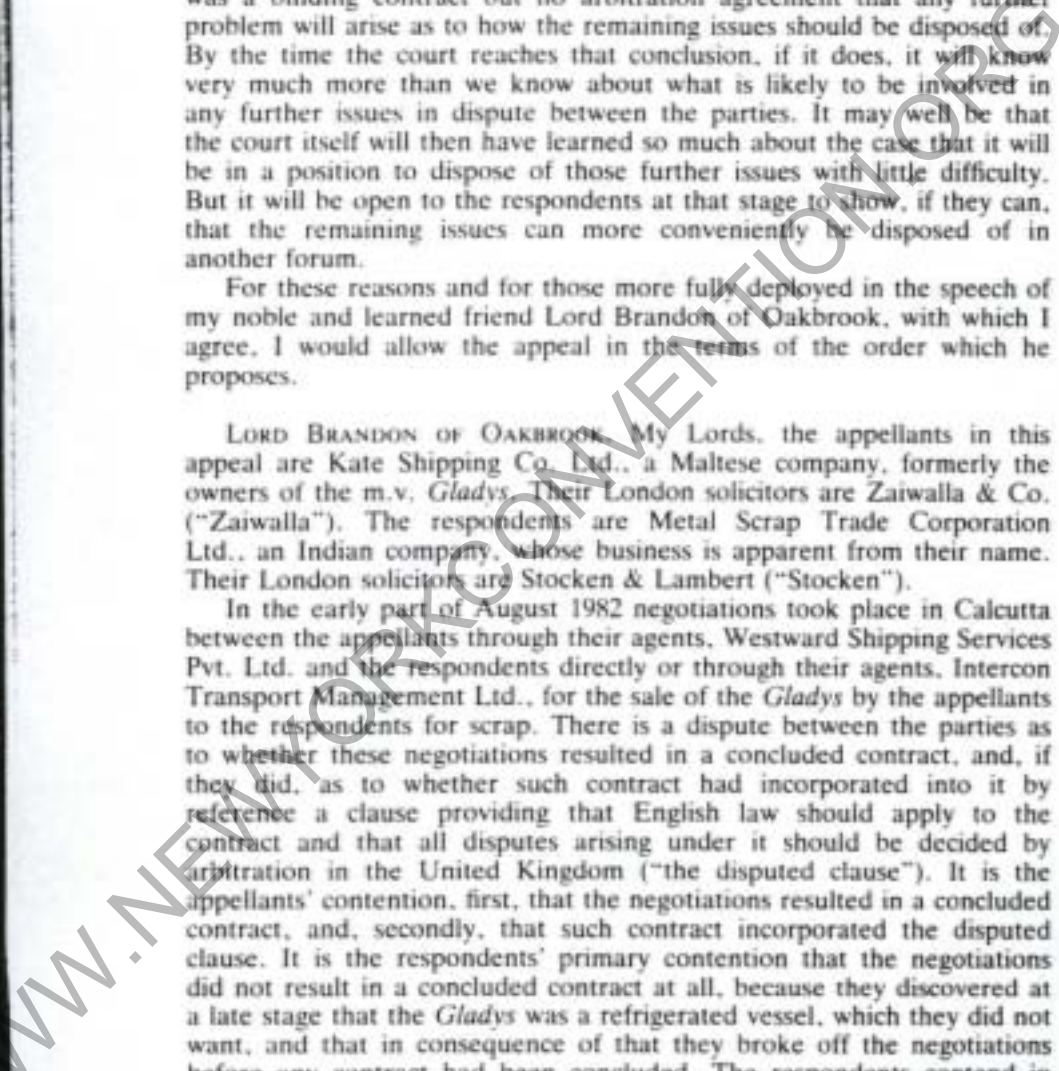 was a binding contract but no arbitration agreement that any further
problem will arise as to how the remaining issues should be disposed of.
By the time the court reaches that conclusion, if it does, it will know
very much more than we know about what is likely to be involved in
any further issues in dispute between the parties. It may well be that
the court itself will then have learned so much about the case that it will
be in a position to dispose of those further issues with little difficulty.
But it will be open to the respondents at that stage to show, if they can,
that the remaining issues can more conveniently be disposed of in
another forum.
For these reasons and for those more fully deployed in the speech of
my noble and learned friend Lord Brandon of Oakbrook, with which I
agree, I would allow the appeal in the terms of the order which he
proposes.
LORD BRANDON OF OAKBROOK. My Lords, the appellants in this
appeal are Kate Shipping Co. Ltd., a Maltese company, formerly the
owners of the m.v. Gladys. Their London solicitors are Zaiwalla & Co.
("Zaiwalla"). The respondents are Metal Scrap Trade Corporation
Ltd., an Indian company, whose business is apparent from their name.
Their London solicitors are Stocken & Lambert ("Stocken").
In the early part of August 1982 negotiations took place in Calcutta
between the appellants through their agents, Westward Shipping Services
Pvt. Ltd. and the respondents directly or through their agents, Intercon
Transport Management Ltd., for the sale of the Gladys by the appellants
to the respondents for scrap. There is a dispute between the parties as
to whether these negotiations resulted in a concluded contract, and, if
they did, as to whether such contract had incorporated into it by
reference a clause providing that English law should apply to the
contract and that all disputes arising under it should be decided by
arbitration in the United Kingdom ("the disputed clause"). It is the
appellants' contention, first, that the negotiations resulted in a concluded
contract, and, secondly, that such contract incorporated the disputed
clause. It is the respondents' primary contention that the negotiations
did not result in a concluded contract at all, because they discovered at
a late stage that the Gladys was a refrigerated vessel, which they did not
want, and that in consequence of that they broke off the negotiations
before any contract had been concluded. The respondents contend in
WW.NEWYORKCONVENTION.ORG